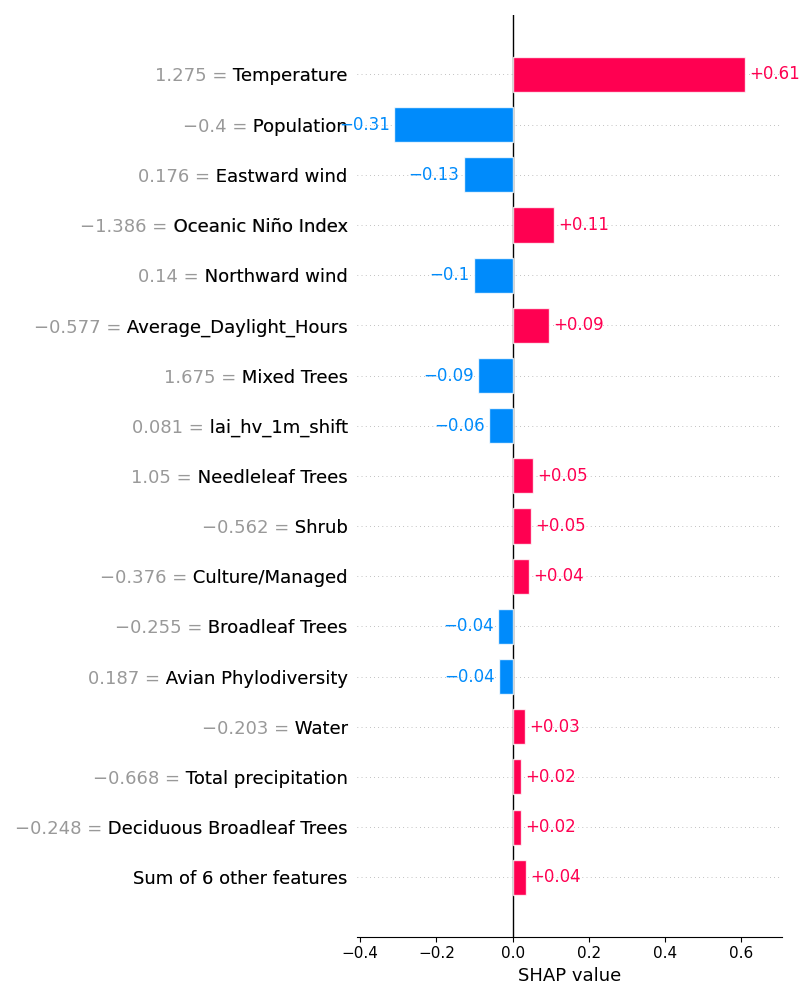 1.275 = Temperature +0.61
−0.4 = Population −0.31
0.176 = Eastward wind −0.13
−1.386 = Oceanic Niño Index +0.11
0.14 = Northward wind −0.1
−0.577 = Average_Daylight_Hours +0.09
1.675 = Mixed Trees −0.09
0.081 = lai_hv_1m_shift −0.06
1.05 = Needleleaf Trees +0.05
−0.562 = Shrub +0.05
−0.376 = Culture/Managed +0.04
−0.255 = Broadleaf Trees −0.04
0.187 = Avian Phylodiversity −0.04
−0.203 = Water +0.03
−0.668 = Total precipitation +0.02
−0.248 = Deciduous Broadleaf Trees +0.02
Sum of 6 other features +0.04
−0.4 −0.2 0.0 0.2 0.4 0.6
SHAP value